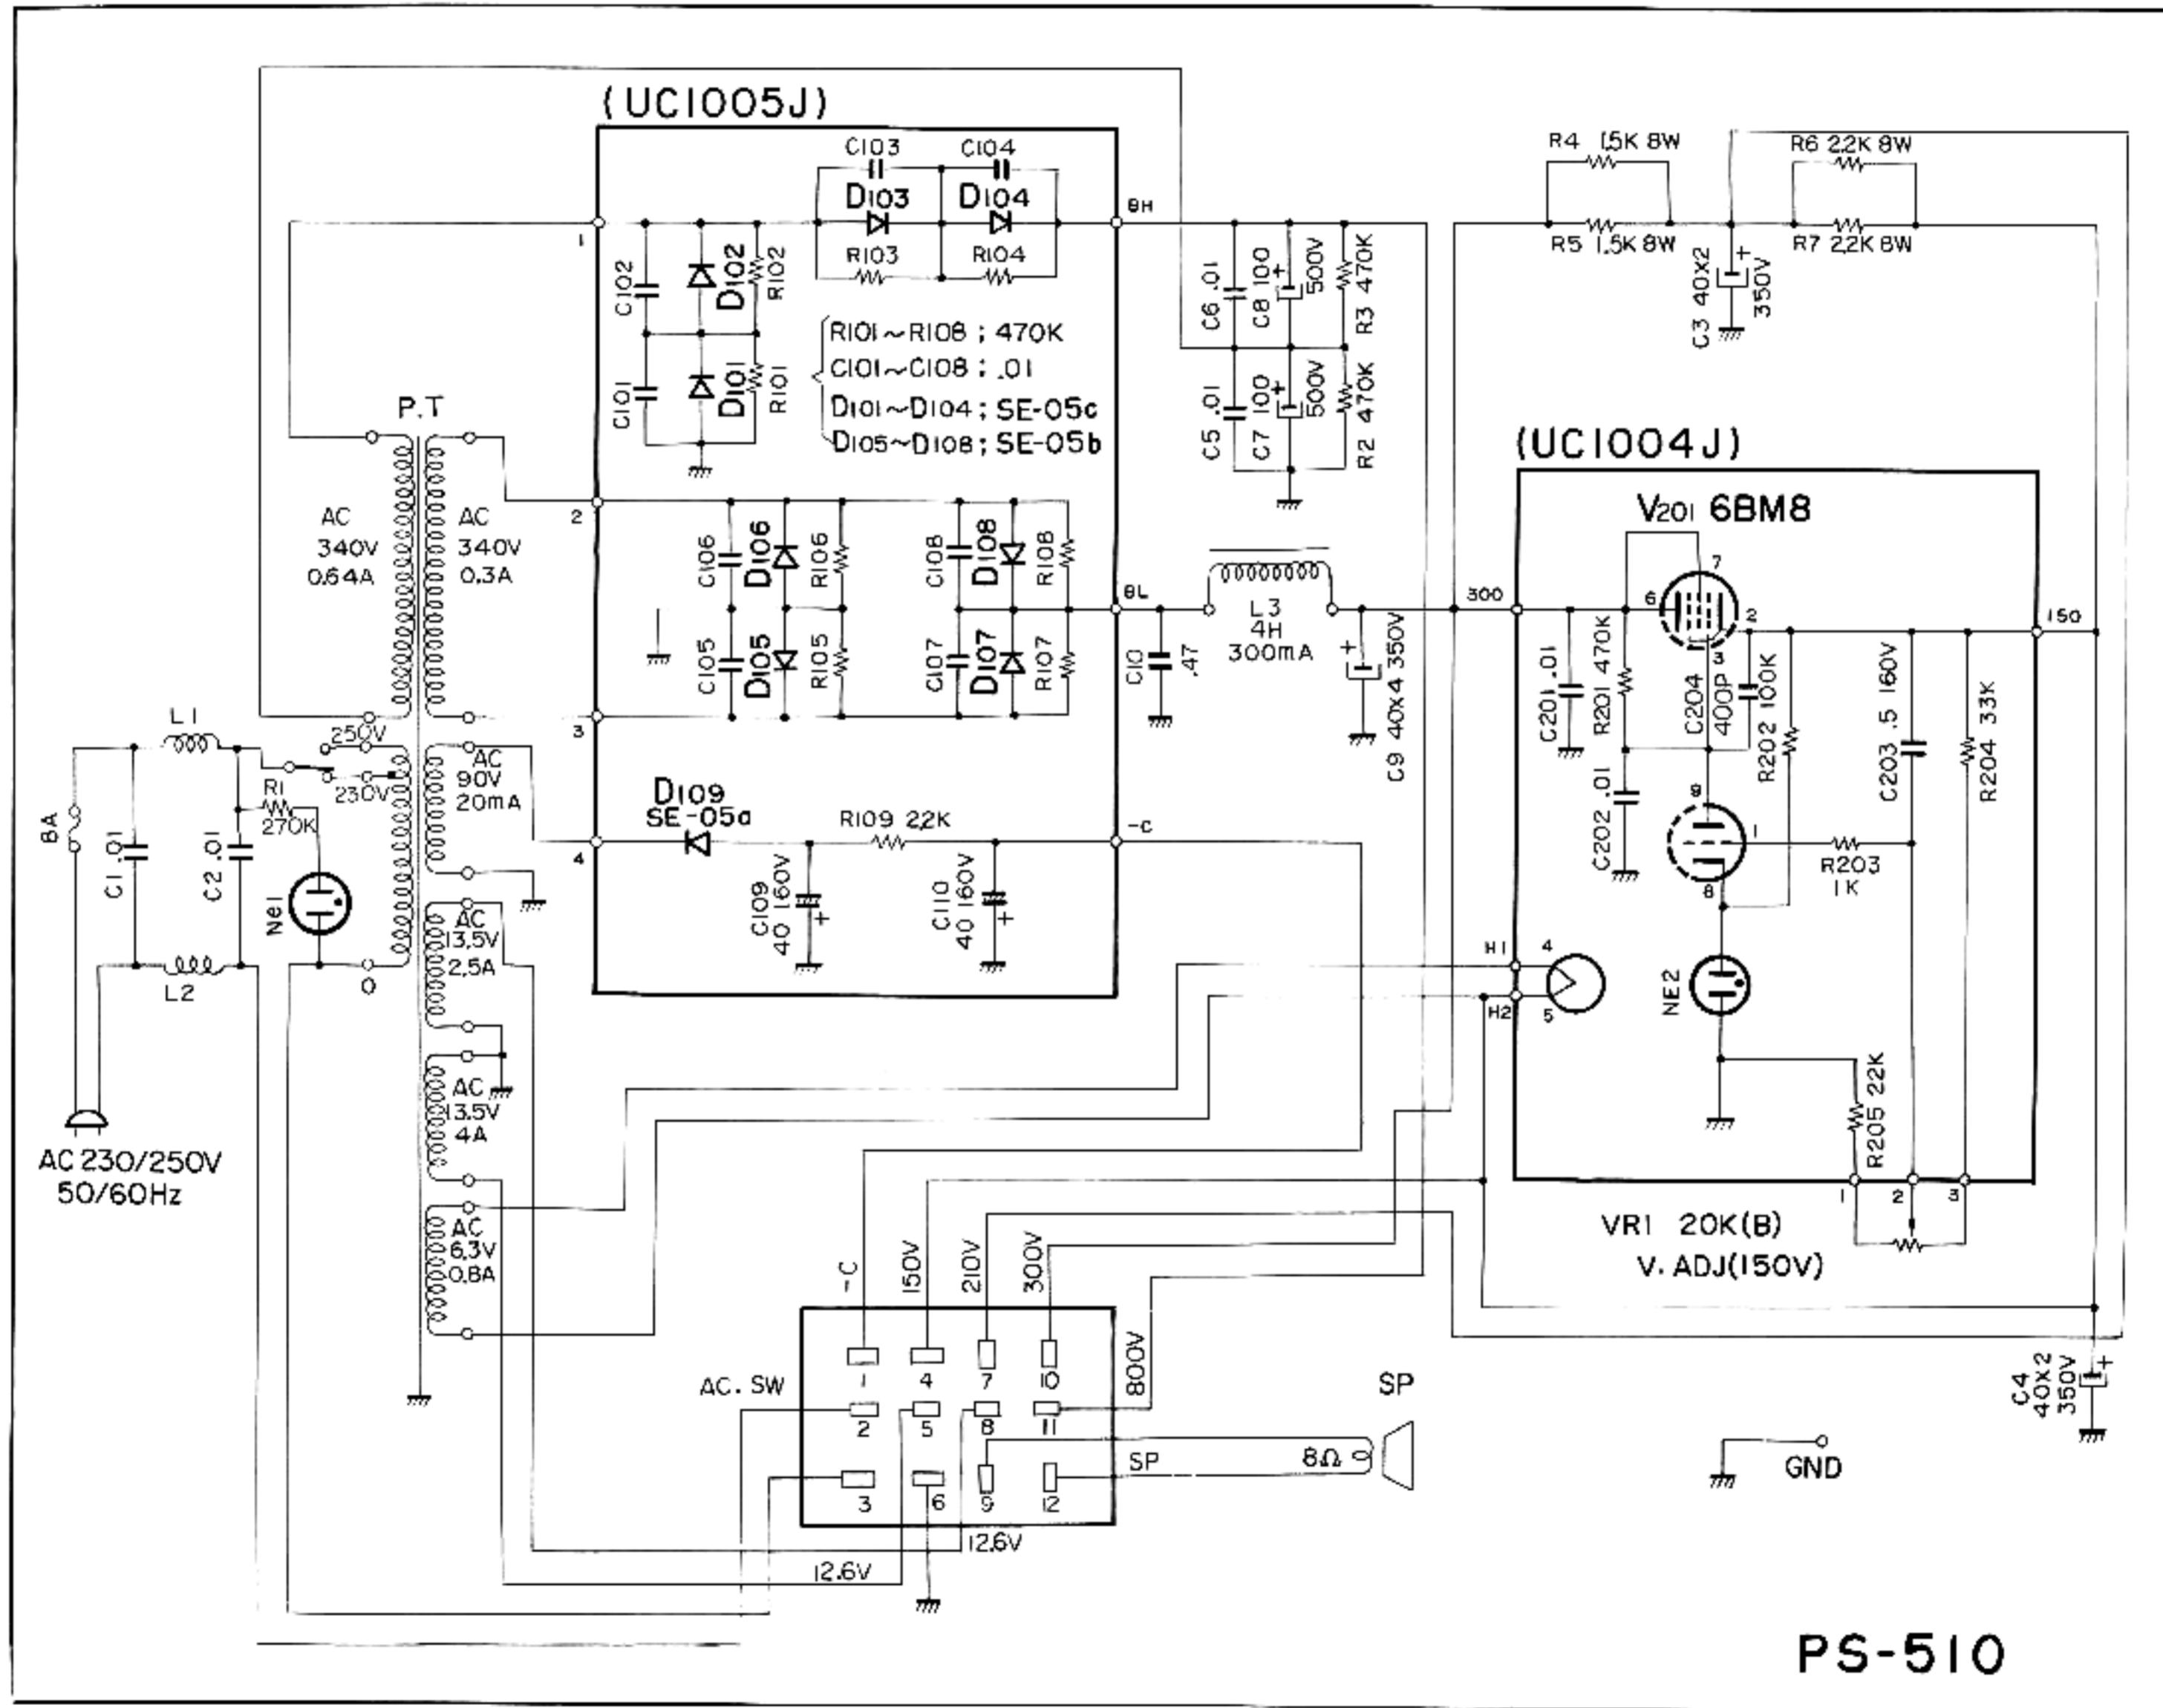 (UC1005J)
C103
C104
D103
D104
R103
R104
1
C102
D102
R102
C101
D101
R101
R101~R108 ; 470K
C101~C108 ; .01
D101~D104 ; SE-05c
D105~D108 ; SE-05b
8H
C6 .01
C8 100
500V
R3 470K
C5 .01
C7 100
500V
R2 470K
R4 1.5K 8W
R5 1.5K 8W
R6 2.2K 8W
R7 2.2K 8W
C3 40X2
350V
P.T
AC
340V
0.64A
AC
340V
0.3A
2
C106
D106
R106
C108
D108
R108
C105
D105
R105
C107
D107
R107
3
8L
C10
.47
L3
4H
300mA
C9 40x4 350V
300
(UC1004J)
V201 6BM8
7
6
2
3
150
C201 .01
R201 470K
C204
400P
R202 100K
C203 .5 160V
R204 33K
C202 .01
9
1
8
R203
1K
NE2
R205 22K
H1
4
H2
5
1
2
3
VR1 20K(B)
V. ADJ(150V)
L1
250V
230V
R1
270K
8A
C1 .01
C2 .01
Ne1
L2
0
AC 230/250V
50/60Hz
AC
90V
20mA
AC
13.5V
2.5A
AC
13.5V
4A
AC
6.3V
0.8A
4
D109
SE-05a
R109 2.2K
-C
C109
40 160V
+
C110
40 160V
+
-C
150V
210V
300V
800V
AC. SW
1
4
7
10
2
5
8
11
3
6
9
12
SP
8Ω
SP
12.6V
12.6V
C4
40X2
350V
+
GND
PS-510